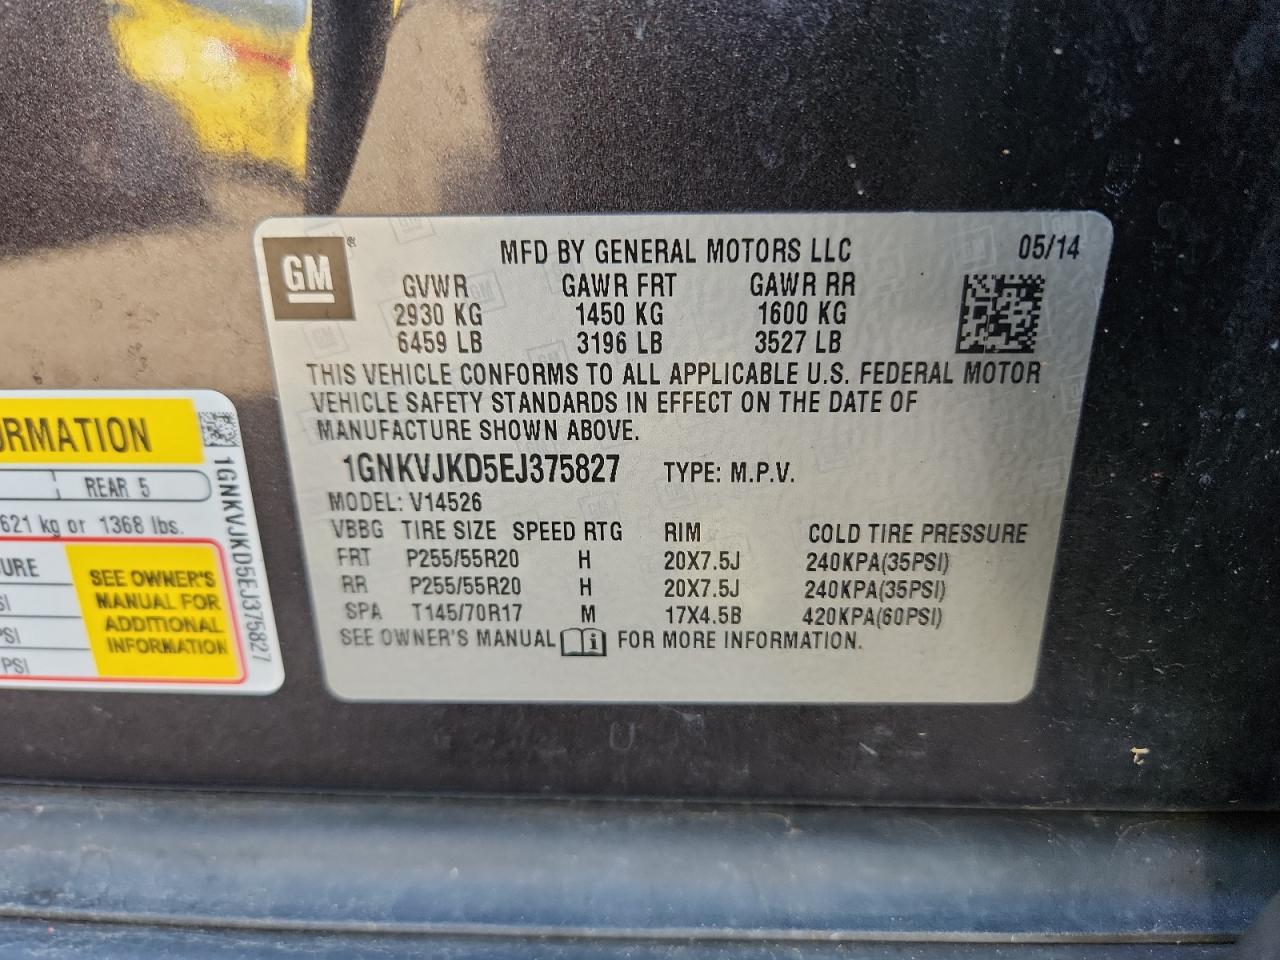 GM
MFD BY GENERAL MOTORS LLC 05/14
GVWR GAWR FRT GAWR RR
2930 KG 1450 KG 1600 KG
6459 LB 3196 LB 3527 LB
THIS VEHICLE CONFORMS TO ALL APPLICABLE U.S. FEDERAL MOTOR
VEHICLE SAFETY STANDARDS IN EFFECT ON THE DATE OF
MANUFACTURE SHOWN ABOVE.
1GNKVJKD5EJ375827 TYPE: M.P.V.
MODEL: V14526
VBBG TIRE SIZE SPEED RTG RIM COLD TIRE PRESSURE
FRT P255/55R20 H 20X7.5J 240KPA(35PSI)
RR P255/55R20 H 20X7.5J 240KPA(35PSI)
SPA T145/70R17 M 17X4.5B 420KPA(60PSI)
SEE OWNER'S MANUAL FOR MORE INFORMATION.
ORMATION
REAR 5
621 kg or 1368 lbs.
URE
SI
PSI
PSI
SEE OWNER'S
MANUAL FOR
ADDITIONAL
INFORMATION
1GNKVJKD5EJ375827